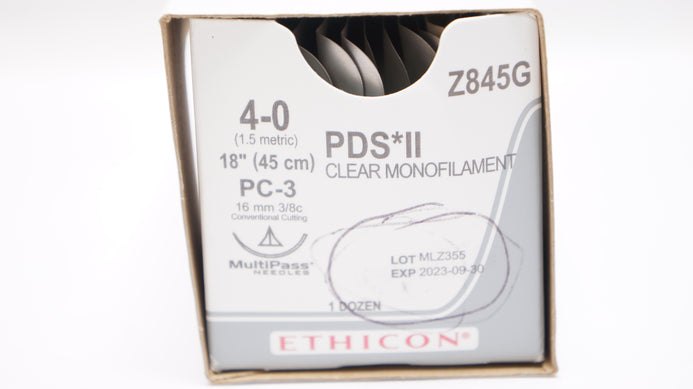 Z845G
4-0
(1.5 metric)
18" (45 cm)
PC-3
16 mm 3/8c
Conventional Cutting
MultiPass®
NEEDLES
PDS*II
CLEAR MONOFILAMENT
LOT MLZ355
EXP 2023-09-30
1 DOZEN
ETHICON®